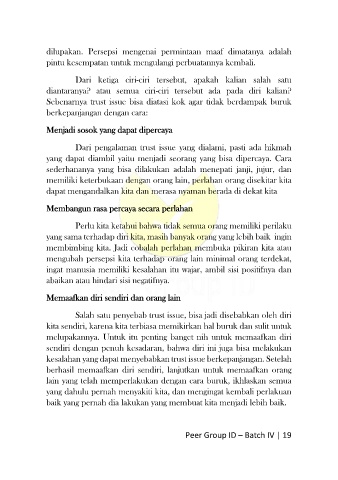 dilupakan. Persepsi mengenai permintaan maaf dimatanya adalah
pintu kesempatan untuk mengulangi perbuatannya kembali.
Dari ketiga ciri-ciri tersebut, apakah kalian salah satu
diantaranya? atau semua ciri-ciri tersebut ada pada diri kalian?
Sebenarnya trust issue bisa diatasi kok agar tidak berdampak buruk
berkepanjangan dengan cara:
Menjadi sosok yang dapat dipercaya
Dari pengalaman trust issue yang dialami, pasti ada hikmah
yang dapat diambil yaitu menjadi seorang yang bisa dipercaya. Cara
sederhananya yang bisa dilakukan adalah menepati janji, jujur, dan
memiliki keterbukaan dengan orang lain, perlahan orang disekitar kita
dapat mengandalkan kita dan merasa nyaman berada di dekat kita
Membangun rasa percaya secara perlahan
Perlu kita ketahui bahwa tidak semua orang memiliki perilaku
yang sama terhadap diri kita, masih banyak orang yang lebih baik ingin
membimbing kita. Jadi cobalah perlahan membuka pikiran kita atau
mengubah persepsi kita terhadap orang lain minimal orang terdekat,
ingat manusia memiliki kesalahan itu wajar, ambil sisi positifnya dan
abaikan atau hindari sisi negatifnya.
Memaafkan diri sendiri dan orang lain
Salah satu penyebab trust issue, bisa jadi disebabkan oleh diri
kita sendiri, karena kita terbiasa memikirkan hal buruk dan sulit untuk
melupakannya. Untuk itu penting banget nih untuk memaafkan diri
sendiri dengan penuh kesadaran, bahwa diri ini juga bisa melakukan
kesalahan yang dapat menyebabkan trust issue berkepanjangan. Setelah
berhasil memaafkan diri sendiri, lanjutkan untuk memaafkan orang
lain yang telah memperlakukan dengan cara buruk, ikhlaskan semua
yang dahulu pernah menyakiti kita, dan mengingat kembali perlakuan
baik yang pernah dia lakukan yang membuat kita menjadi lebih baik.
Peer Group ID – Batch IV | 19